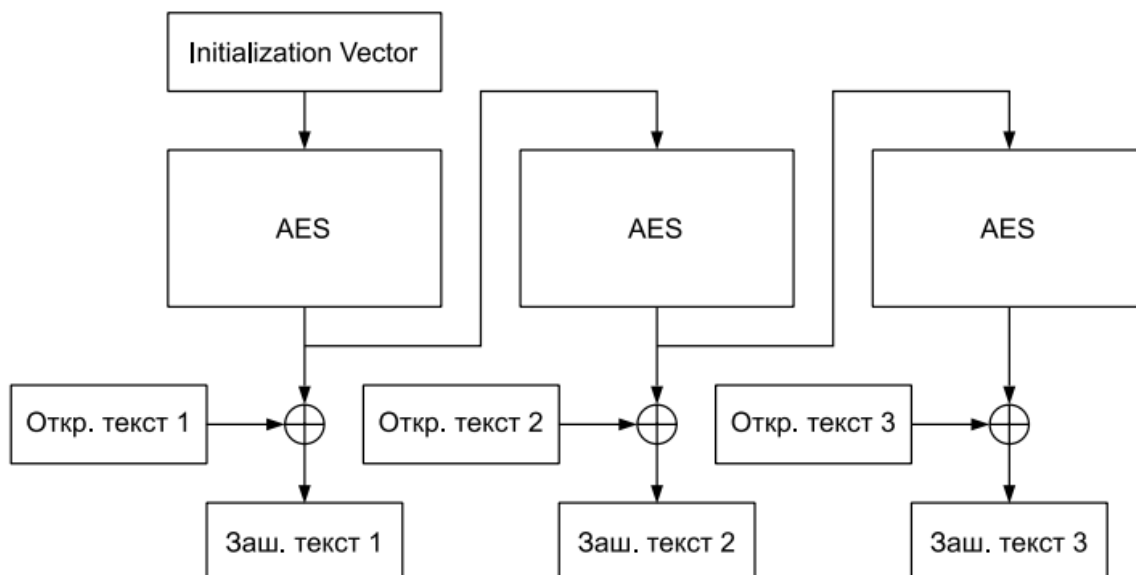 Initialization Vector
AES
AES
AES
Откр. текст 1
Откр. текст 2
Откр. текст 3
Заш. текст 1
Заш. текст 2
Заш. текст 3